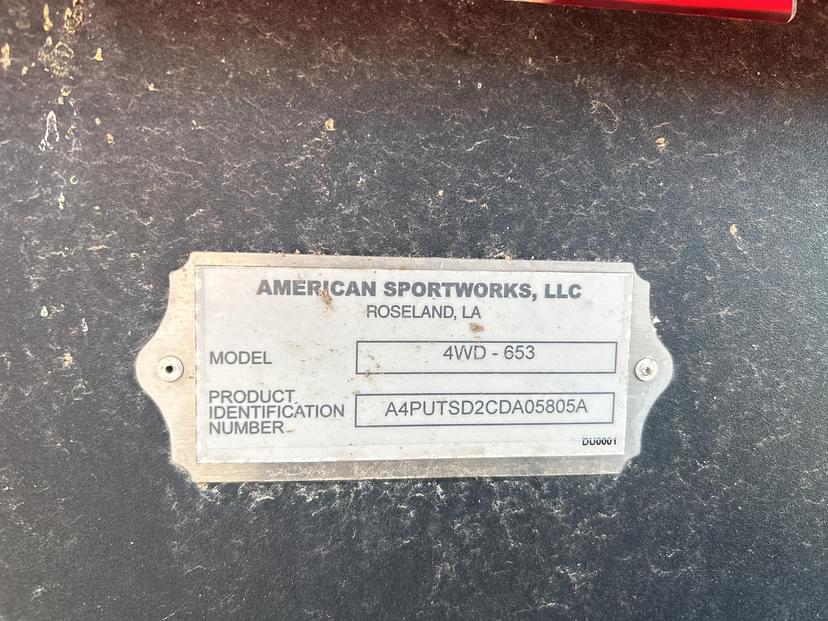 AMERICAN SPORTWORKS, LLC
ROSELAND, LA
MODEL 4WD - 653
PRODUCT
IDENTIFICATION
NUMBER A4PUTSD2CDA05805A
DU0001